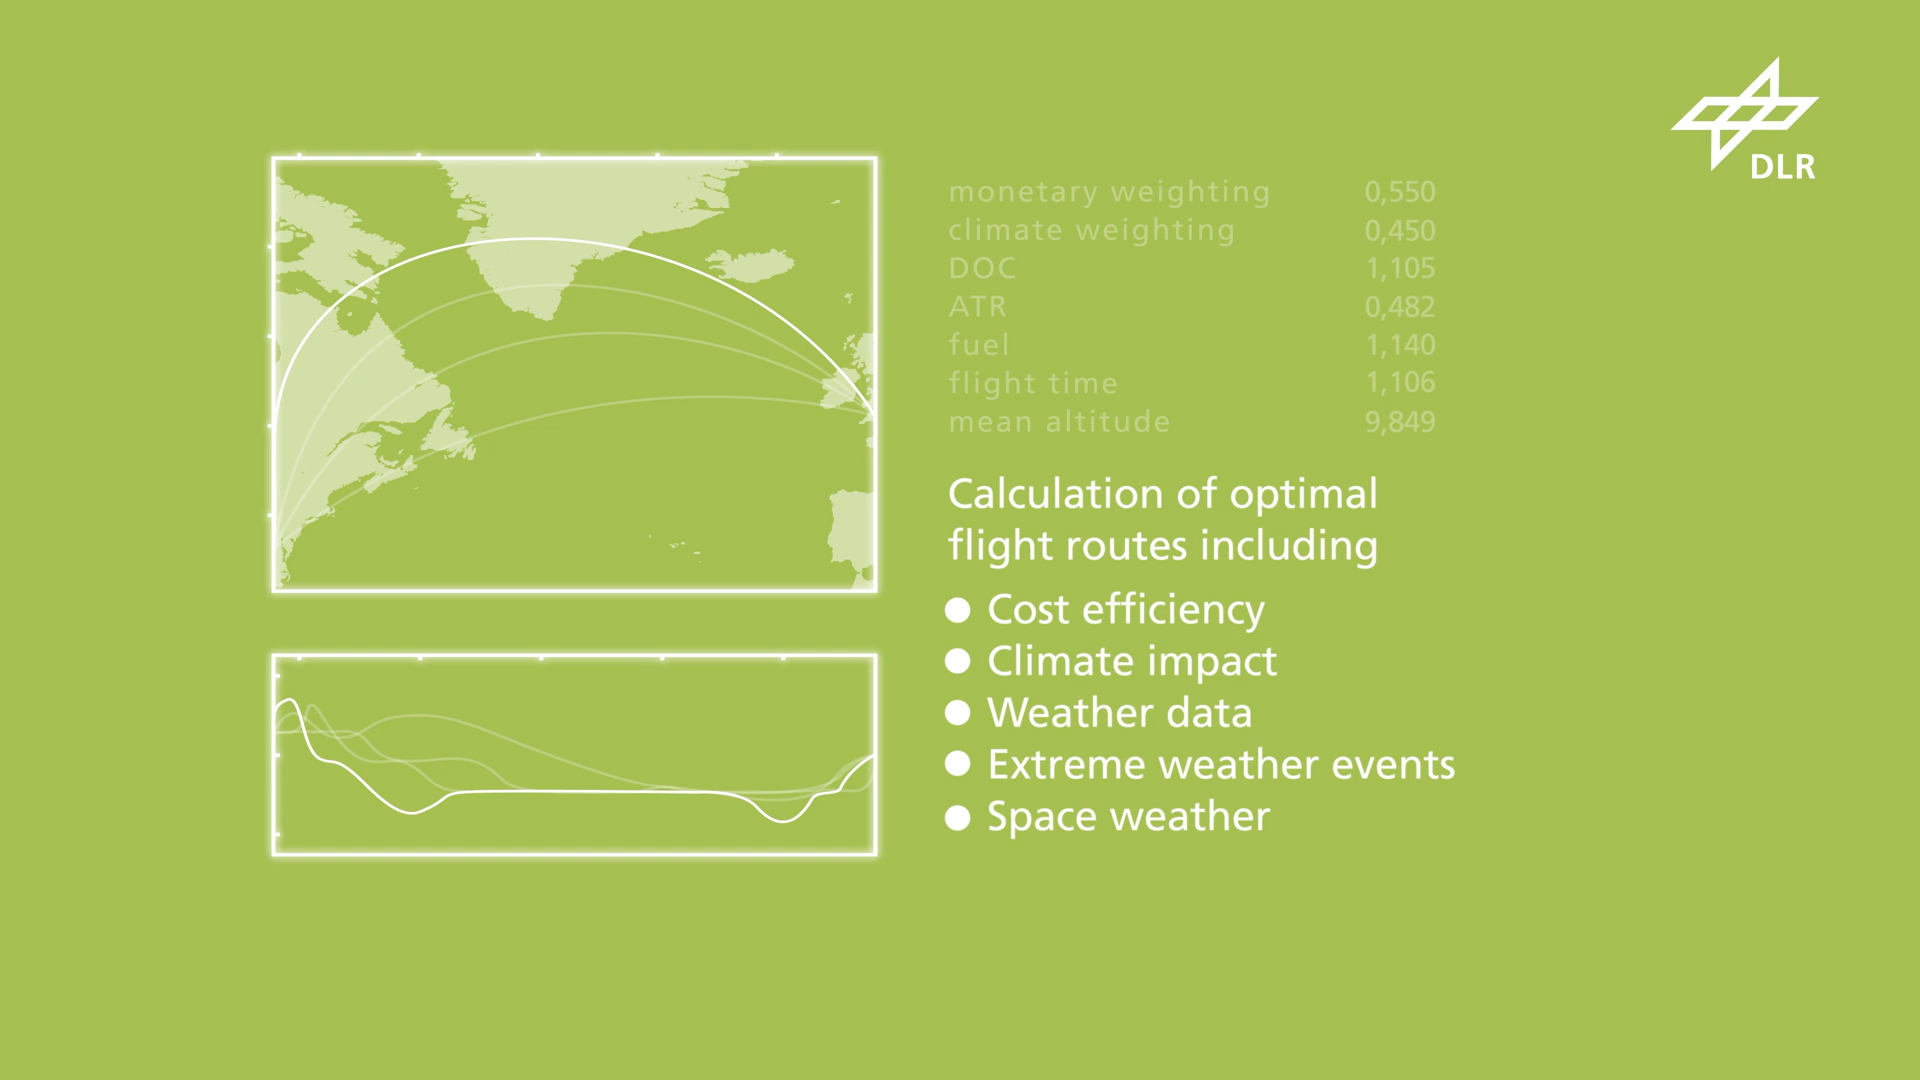 DLR
monetary weighting 0,550
climate weighting 0,450
DOC 1,105
ATR 0,482
fuel 1,140
flight time 1,106
mean altitude 9,849
Calculation of optimal
flight routes including
● Cost efficiency
● Climate impact
● Weather data
● Extreme weather events
● Space weather